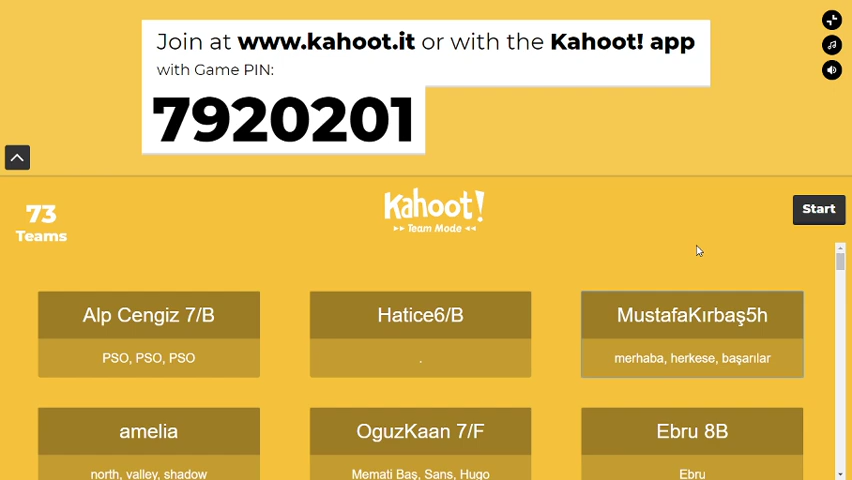 Join at www.kahoot.it or with the Kahoot! app
with Game PIN:
7920201
73
Teams
Kahoot!
Team Mode
Start
Alp Cengiz 7/B
PSO, PSO, PSO
Hatice6/B
.
MustafaKırbaş5h
merhaba, herkese, başarılar
amelia
north, valley, shadow
OguzKaan 7/F
Memati Baş, Sans, Hugo
Ebru 8B
Ebru